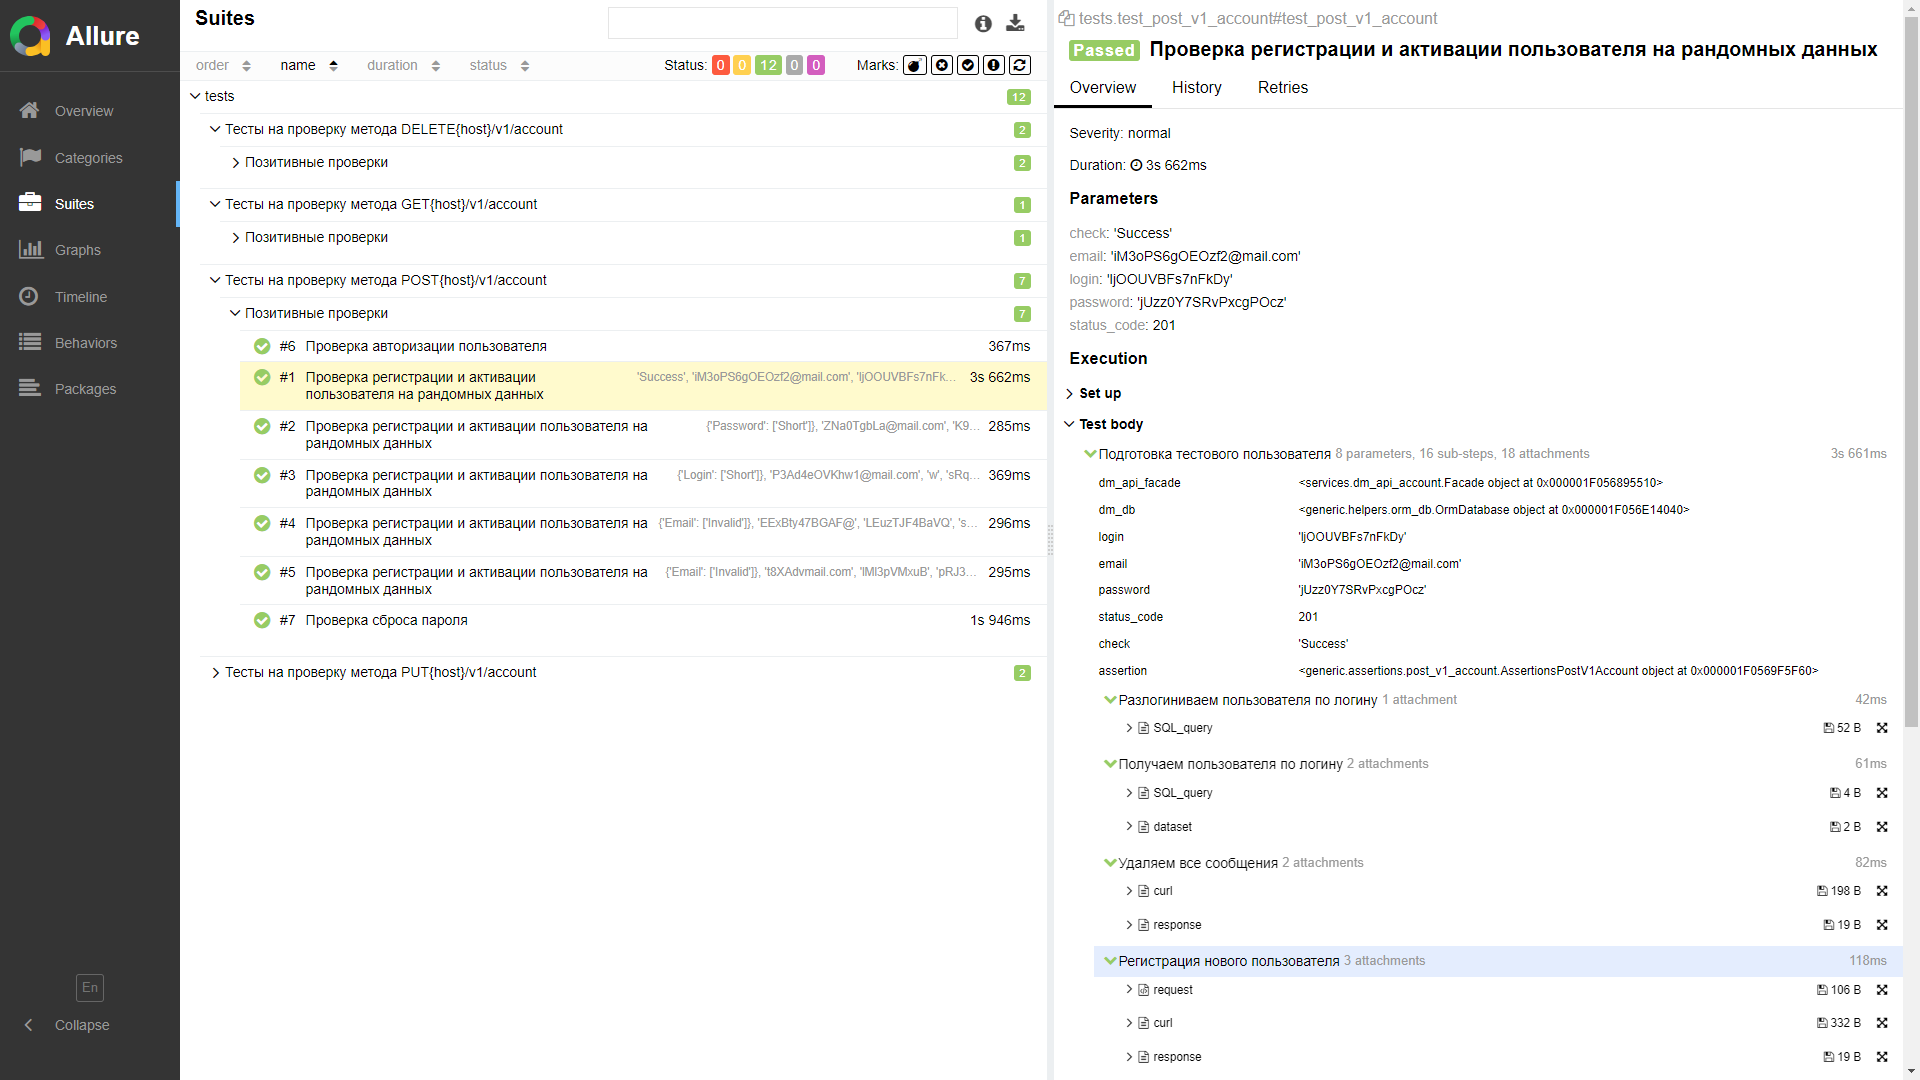 Allure
Overview
Categories
Suites
Graphs
Timeline
Behaviors
Packages
En
Collapse
Suites
order name duration status Status: 0 0 12 0 0 Marks:
tests 12
Тесты на проверку метода DELETE{host}/v1/account 2
Позитивные проверки 2
Тесты на проверку метода GET{host}/v1/account 1
Позитивные проверки 1
Тесты на проверку метода POST{host}/v1/account 7
Позитивные проверки 7
#6 Проверка авторизации пользователя 367ms
#1 Проверка регистрации и активации 'Success', 'iM3oPS6gOEOzf2@mail.com', 'ljOOUVBFs7nFk... 3s 662ms
пользователя на рандомных данных
#2 Проверка регистрации и активации пользователя на {'Password': ['Short']}, 'ZNa0TgbLa@mail.com', 'K9... 285ms
рандомных данных
#3 Проверка регистрации и активации пользователя на {'Login': ['Short']}, 'P3Ad4eOVKhw1@mail.com', 'w', 'sRq... 369ms
рандомных данных
#4 Проверка регистрации и активации пользователя на {'Email': ['Invalid']}, 'EExBty47BGAF@', 'LEuzTJF4BaVQ', 's... 296ms
рандомных данных
#5 Проверка регистрации и активации пользователя на {'Email': ['Invalid']}, 't8XAdvmail.com', 'lMl3pVMxuB', 'pRJ3... 295ms
рандомных данных
#7 Проверка сброса пароля 1s 946ms
Тесты на проверку метода PUT{host}/v1/account 2
tests.test_post_v1_account#test_post_v1_account
Passed Проверка регистрации и активации пользователя на рандомных данных
Overview History Retries
Severity: normal
Duration: 3s 662ms
Parameters
check: 'Success'
email: 'iM3oPS6gOEOzf2@mail.com'
login: 'ljOOUVBFs7nFkDy'
password: 'jUzz0Y7SRvPxcgPOcz'
status_code: 201
Execution
Set up
Test body
Подготовка тестового пользователя 8 parameters, 16 sub-steps, 18 attachments 3s 661ms
dm_api_facade <services.dm_api_account.Facade object at 0x000001F056895510>
dm_db <generic.helpers.orm_db.OrmDatabase object at 0x000001F056E14040>
login 'ljOOUVBFs7nFkDy'
email 'iM3oPS6gOEOzf2@mail.com'
password 'jUzz0Y7SRvPxcgPOcz'
status_code 201
check 'Success'
assertion <generic.assertions.post_v1_account.AssertionsPostV1Account object at 0x000001F0569F5F60>
Разлогиниваем пользователя по логину 1 attachment 42ms
SQL_query 52 B
Получаем пользователя по логину 2 attachments 61ms
SQL_query 4 B
dataset 2 B
Удаляем все сообщения 2 attachments 82ms
curl 198 B
response 19 B
Регистрация нового пользователя 3 attachments 118ms
request 106 B
curl 332 B
response 19 B